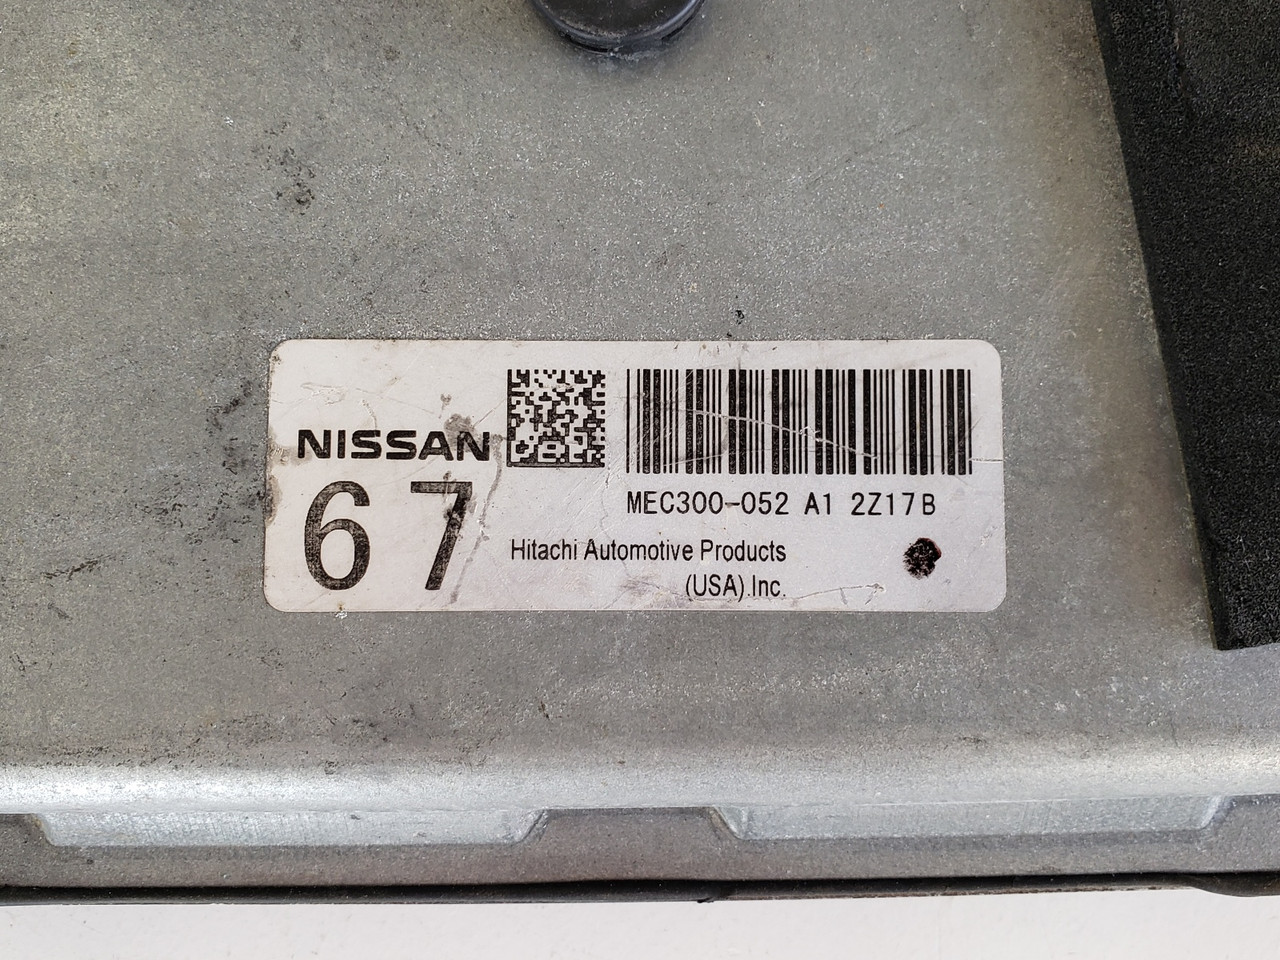 NISSAN
67
MEC300-052 A1 2Z17B
Hitachi Automotive Products
(USA).Inc.